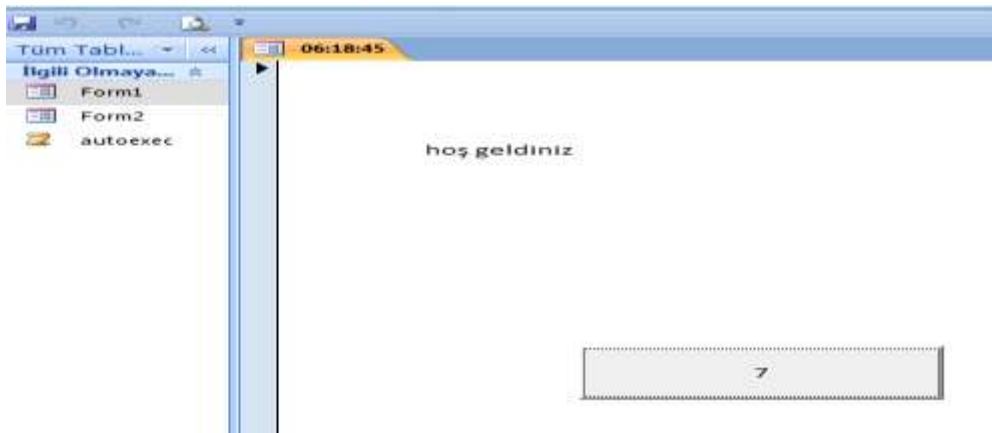 Tüm Tabl...
İlgili Olmaya...
Form1
Form2
autoexec
06:18:45
hoş geldiniz
7